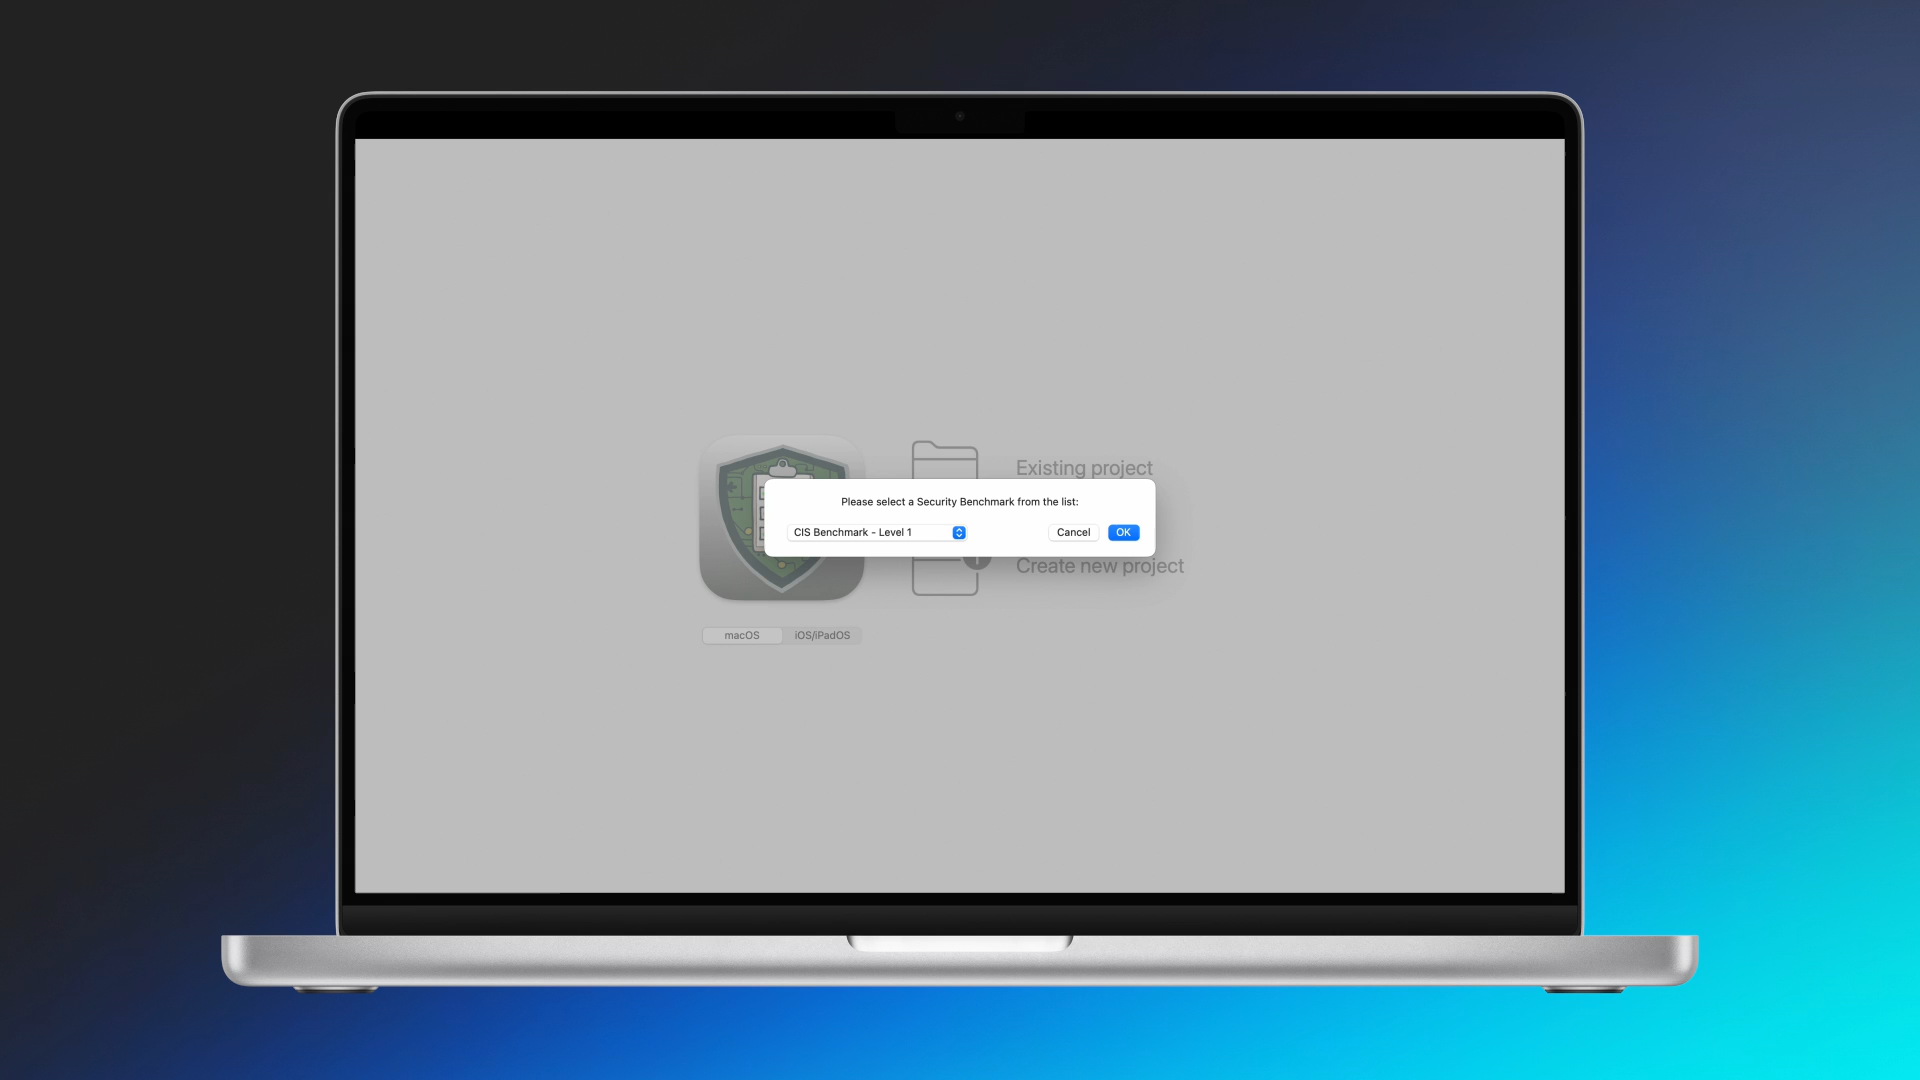 Existing project
Please select a Security Benchmark from the list:
CIS Benchmark - Level 1
Cancel
OK
Create new project
macOS
iOS/iPadOS